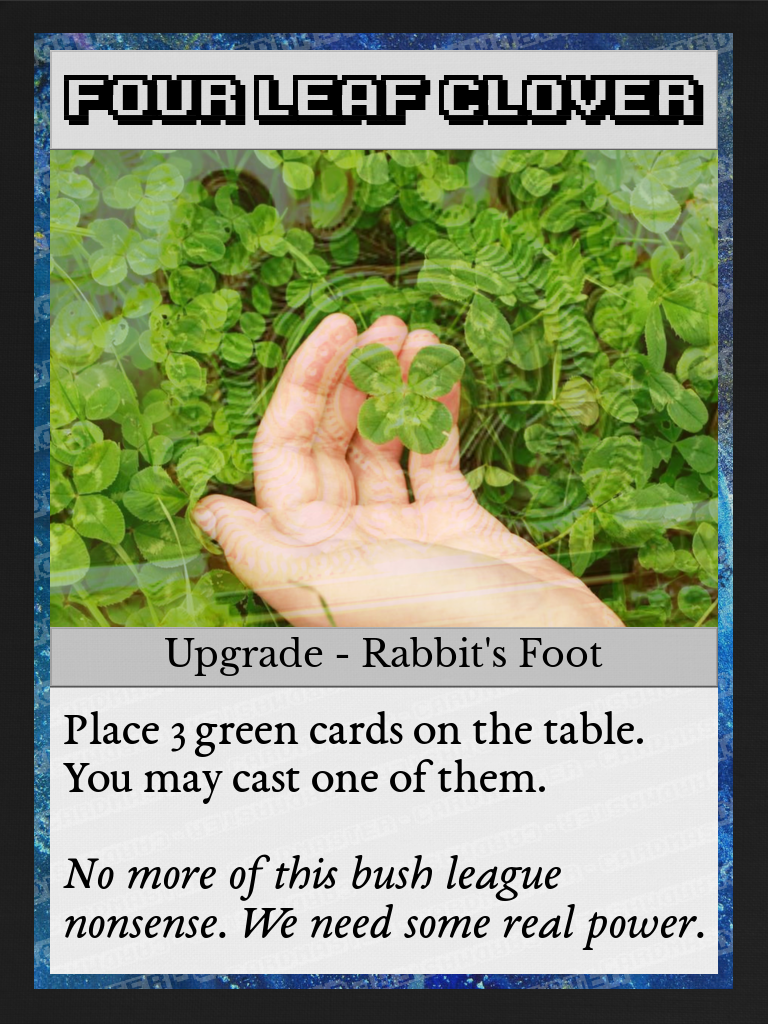 FOUR LEAF CLOVER
Upgrade - Rabbit's Foot
Place 3 green cards on the table.
You may cast one of them.
No more of this bush league
nonsense. We need some real power.